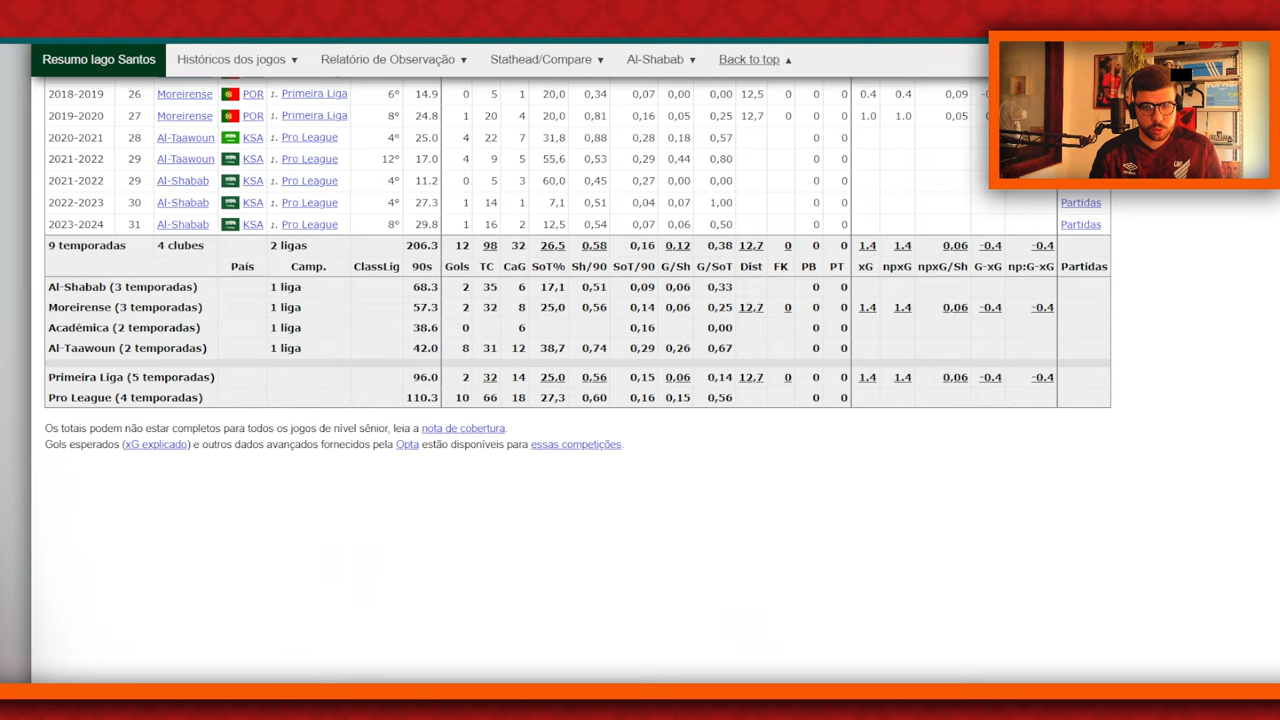 Resumo Iago Santos Históricos dos jogos ▼ Relatório de Observação ▼ Stathead/Compare ▼ Al-Shabab ▼ Back to top ▲
2018-2019 26 Moreirense POR 1. Primeira Liga 6° 14.9 0 5 1 20,0 0,34 0,07 0,00 0,00 12,5 0 0 0 0.4 0.4 0,09
2019-2020 27 Moreirense POR 1. Primeira Liga 8° 24.8 1 20 4 20,0 0,81 0,16 0,05 0,25 12,7 0 0 0 1.0 1.0 0,05
2020-2021 28 Al-Taawoun KSA 1. Pro League 4° 25.0 4 22 7 31,8 0,88 0,28 0,18 0,57 0 0
2021-2022 29 Al-Taawoun KSA 1. Pro League 12° 17.0 4 9 5 55,6 0,53 0,29 0,44 0,80 0 0
2021-2022 29 Al-Shabab KSA 1. Pro League 4° 11.2 0 5 3 60,0 0,45 0,27 0,00 0,00 0 0
2022-2023 30 Al-Shabab KSA 1. Pro League 4° 27.3 1 14 1 7,1 0,51 0,04 0,07 1,00 0 0 Partidas
2023-2024 31 Al-Shabab KSA 1. Pro League 8° 29.8 1 16 2 12,5 0,54 0,07 0,06 0,50 0 0 Partidas
9 temporadas 4 clubes 2 ligas 206.3 12 98 32 26,5 0,58 0,16 0,12 0,38 12,7 0 0 0 1.4 1.4 0,06 -0.4 -0.4
País Camp. ClassLig 90s Gols TC CaG SoT% Sh/90 SoT/90 G/Sh G/SoT Dist FK PB PT xG npxG npxG/Sh G-xG np:G-xG Partidas
Al-Shabab (3 temporadas) 1 liga 68.3 2 35 6 17,1 0,51 0,09 0,06 0,33 0 0
Moreirense (3 temporadas) 1 liga 57.3 2 32 8 25,0 0,56 0,14 0,06 0,25 12,7 0 0 0 1.4 1.4 0,06 -0.4 -0.4
Académica (2 temporadas) 1 liga 38.6 0 6 0,16 0,00 0 0
Al-Taawoun (2 temporadas) 1 liga 42.0 8 31 12 38,7 0,74 0,29 0,26 0,67 0 0
Primeira Liga (5 temporadas) 96.0 2 32 14 25.0 0,56 0,15 0,06 0,14 12,7 0 0 0 1.4 1.4 0,06 -0.4 -0.4
Pro League (4 temporadas) 110.3 10 66 18 27,3 0,60 0,16 0,15 0,56 0 0
Os totais podem não estar completos para todos os jogos de nível sênior, leia a nota de cobertura.
Gols esperados (xG explicado) e outros dados avançados fornecidos pela Opta estão disponíveis para essas competições.